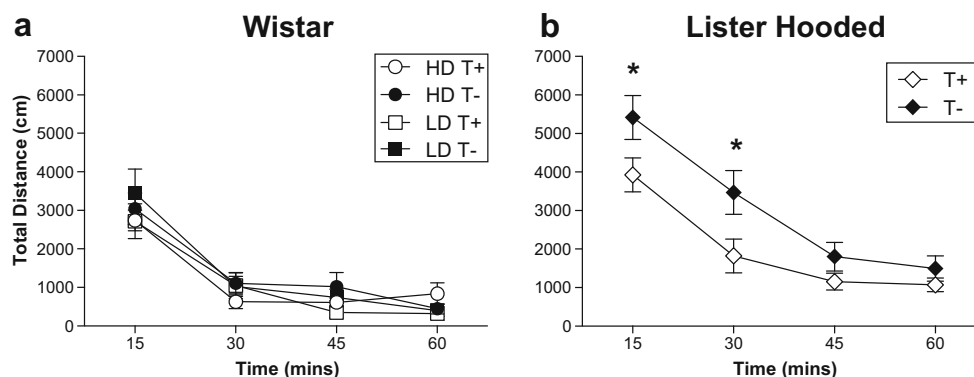 a Wistar
Total Distance (cm)
7000
6000
5000
4000
3000
2000
1000
0
15 30 45 60
Time (mins)
HD T+
HD T-
LD T+
LD T-
b Lister Hooded
7000
6000
5000
4000
3000
2000
1000
0
* *
15 30 45 60
Time (mins)
T+
T-